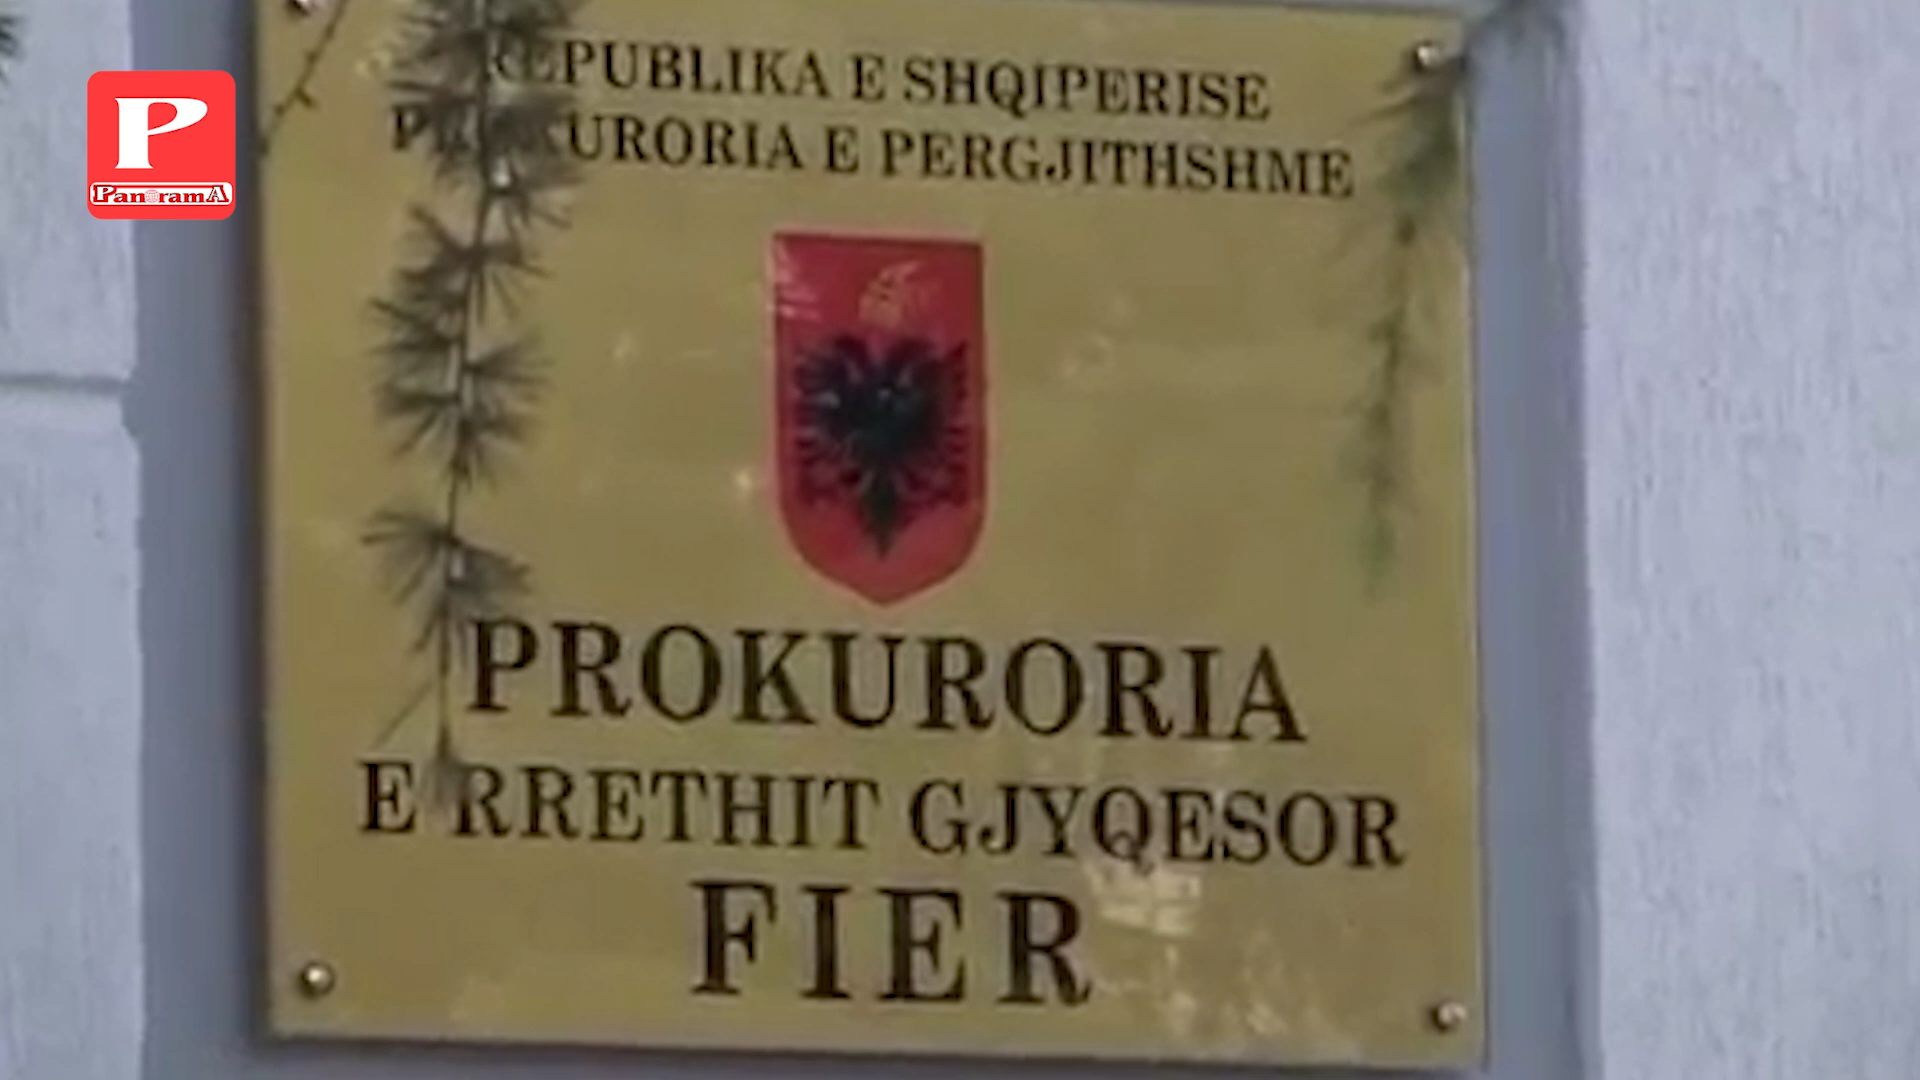 P
PanoramA
REPUBLIKA E SHQIPERISE
PROKURORIA E PERGJITHSHME
PROKURORIA
E RRETHIT GJYQESOR
FIER